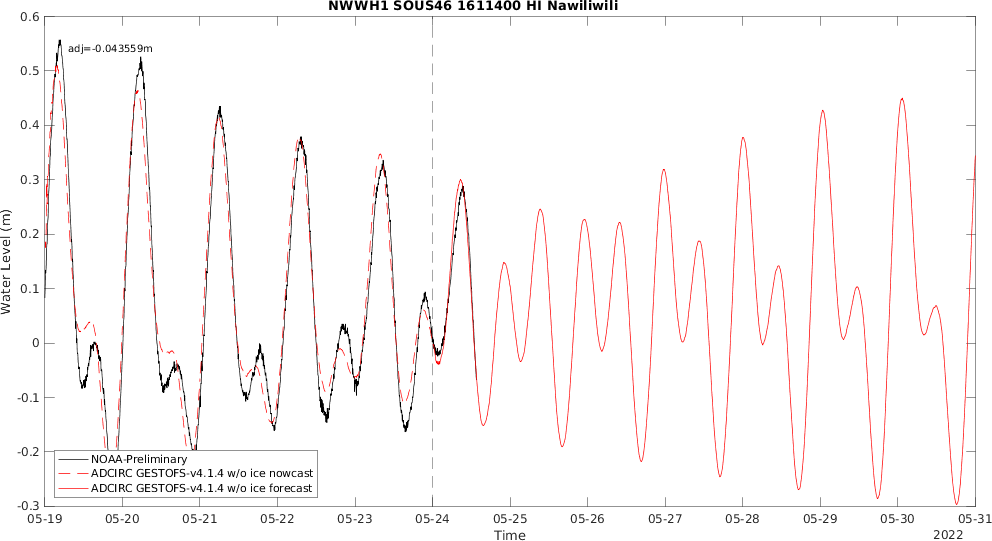 NWWH1 SOUS46 1611400 HI Nawiliwili
adj=-0.043559m
0.6
0.5
0.4
0.3
0.2
0.1
0
-0.1
-0.2
-0.3
Water Level (m)
NOAA-Preliminary
ADCIRC GESTOFS-v4.1.4 w/o ice nowcast
ADCIRC GESTOFS-v4.1.4 w/o ice forecast
05-19 05-20 05-21 05-22 05-23 05-24 05-25 05-26 05-27 05-28 05-29 05-30 05-31
Time
2022